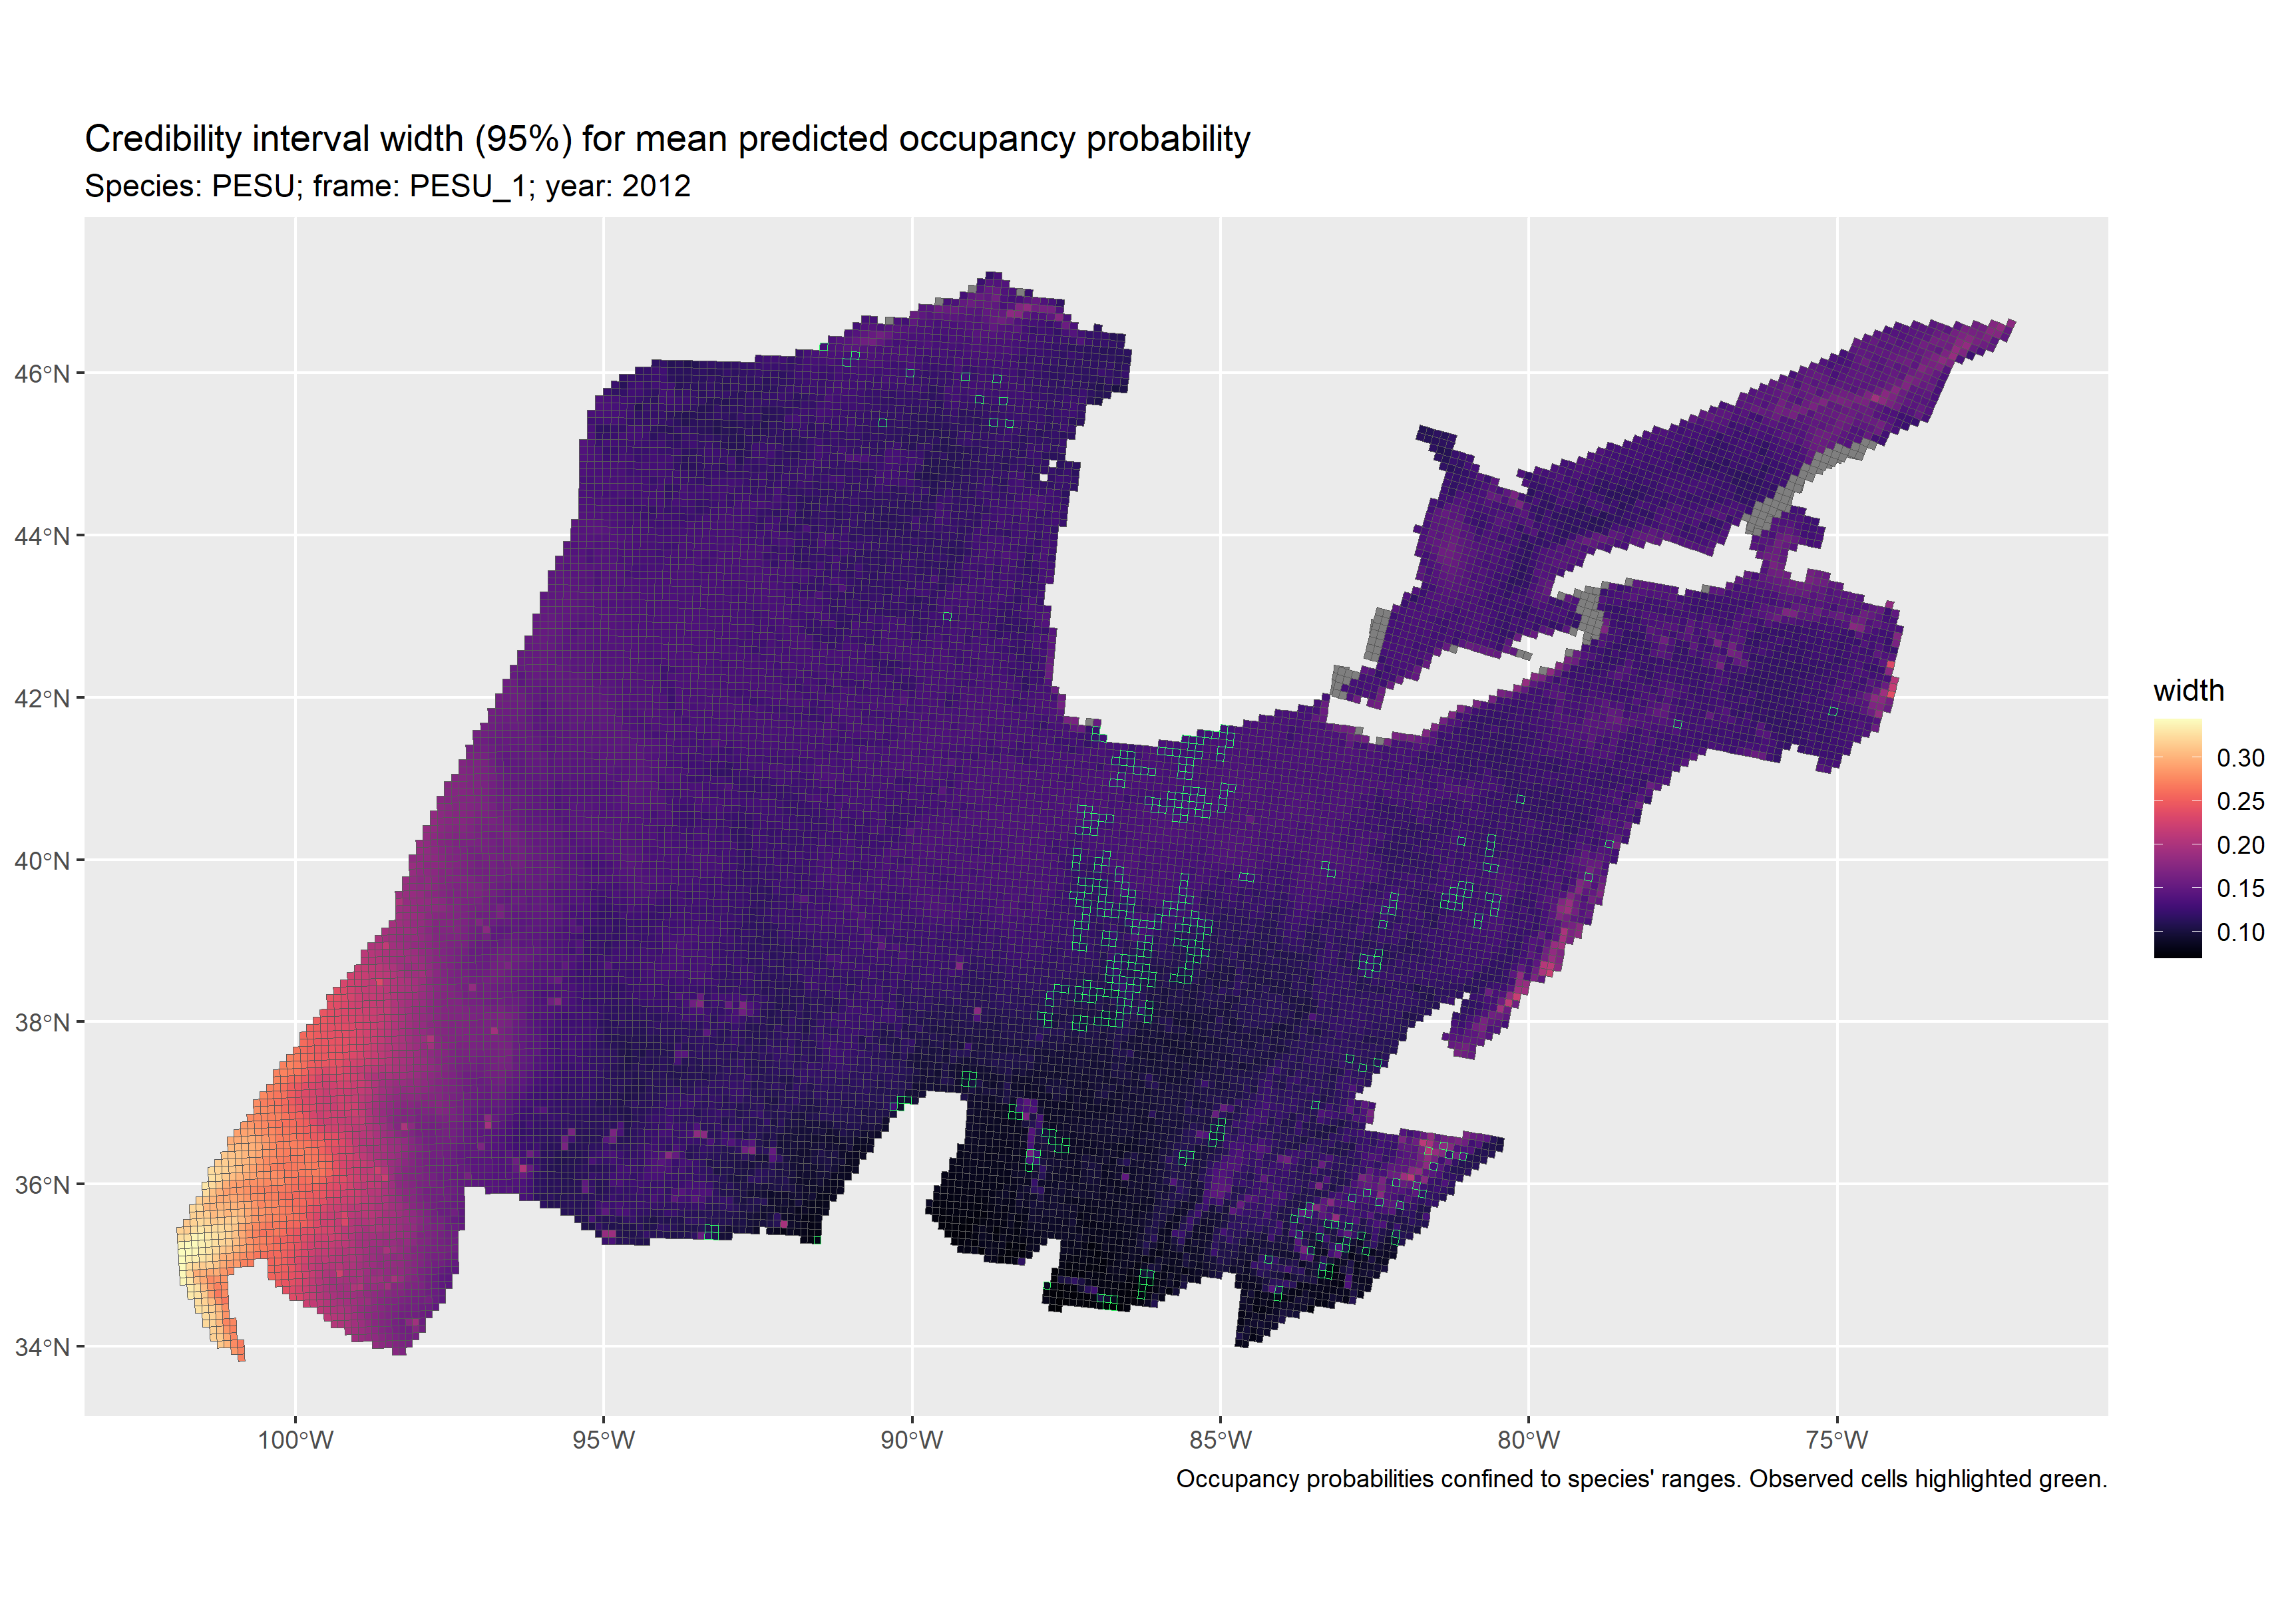 Credibility interval width (95%) for mean predicted occupancy probability
Species: PESU; frame: PESU_1; year: 2012
46°N
44°N
42°N
40°N
38°N
36°N
34°N
100°W
95°W
90°W
85°W
80°W
75°W
width
0.30
0.25
0.20
0.15
0.10
Occupancy probabilities confined to species' ranges. Observed cells highlighted green.